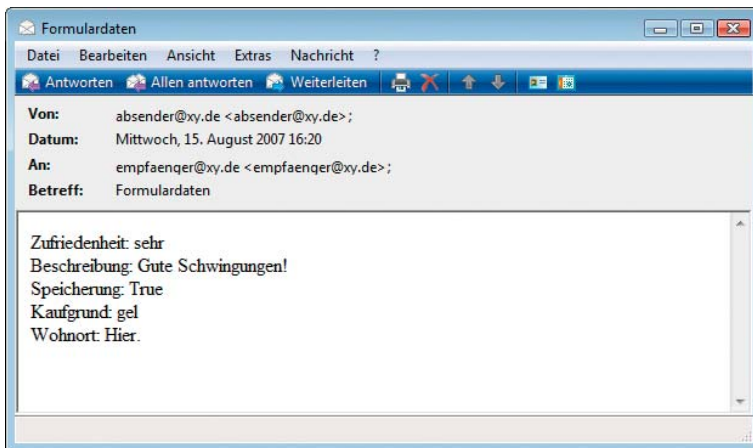 Formulardaten
Datei Bearbeiten Ansicht Extras Nachricht ?
Antworten Allen antworten Weiterleiten
Von: absender@xy.de <absender@xy.de>;
Datum: Mittwoch, 15. August 2007 16:20
An: empfaenger@xy.de <empfaenger@xy.de>;
Betreff: Formulardaten
Zufriedenheit: sehr
Beschreibung: Gute Schwingungen!
Speicherung: True
Kaufgrund: gel
Wohnort: Hier.